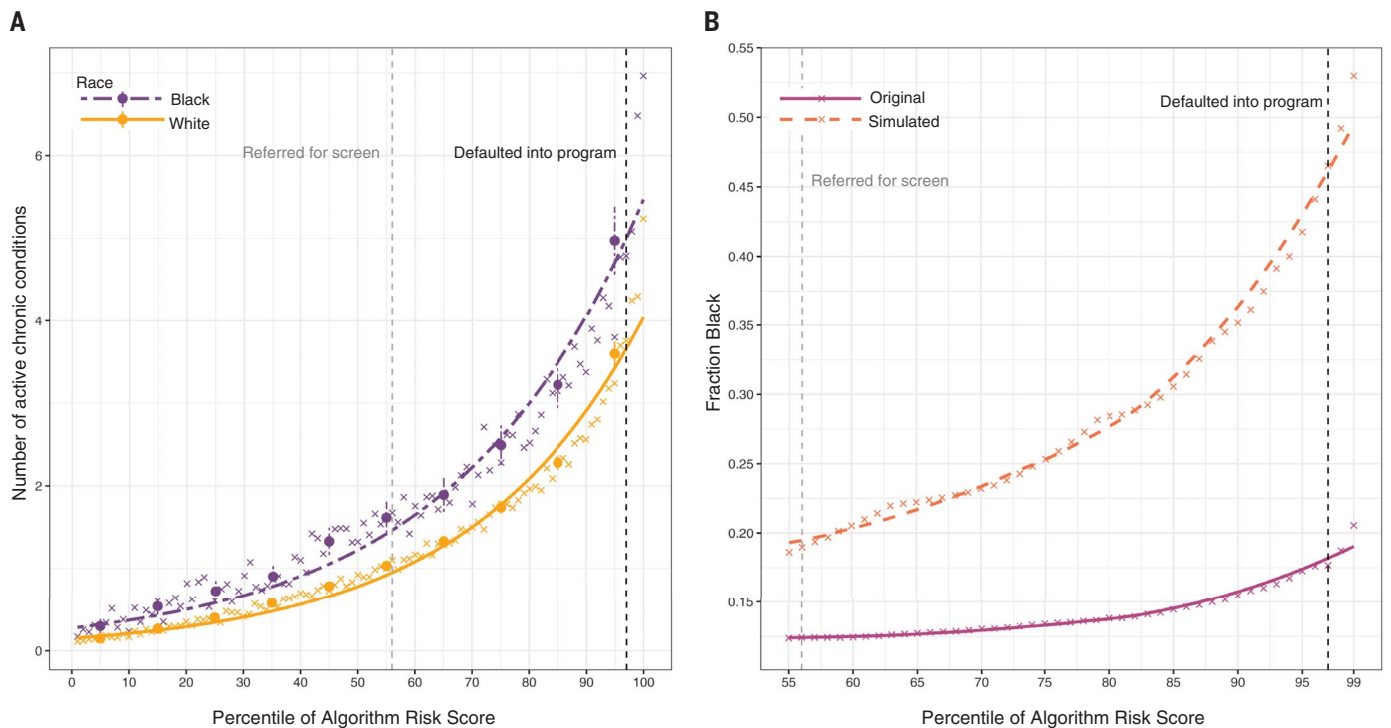 A
Race
Black
White
Referred for screen
Defaulted into program
Number of active chronic conditions
6
4
2
0
0 10 20 30 40 50 60 70 80 90 100
Percentile of Algorithm Risk Score
B
Original
Simulated
Defaulted into program
Referred for screen
Fraction Black
0.55
0.50
0.45
0.40
0.35
0.30
0.25
0.20
0.15
55 60 65 70 75 80 85 90 95 99
Percentile of Algorithm Risk Score